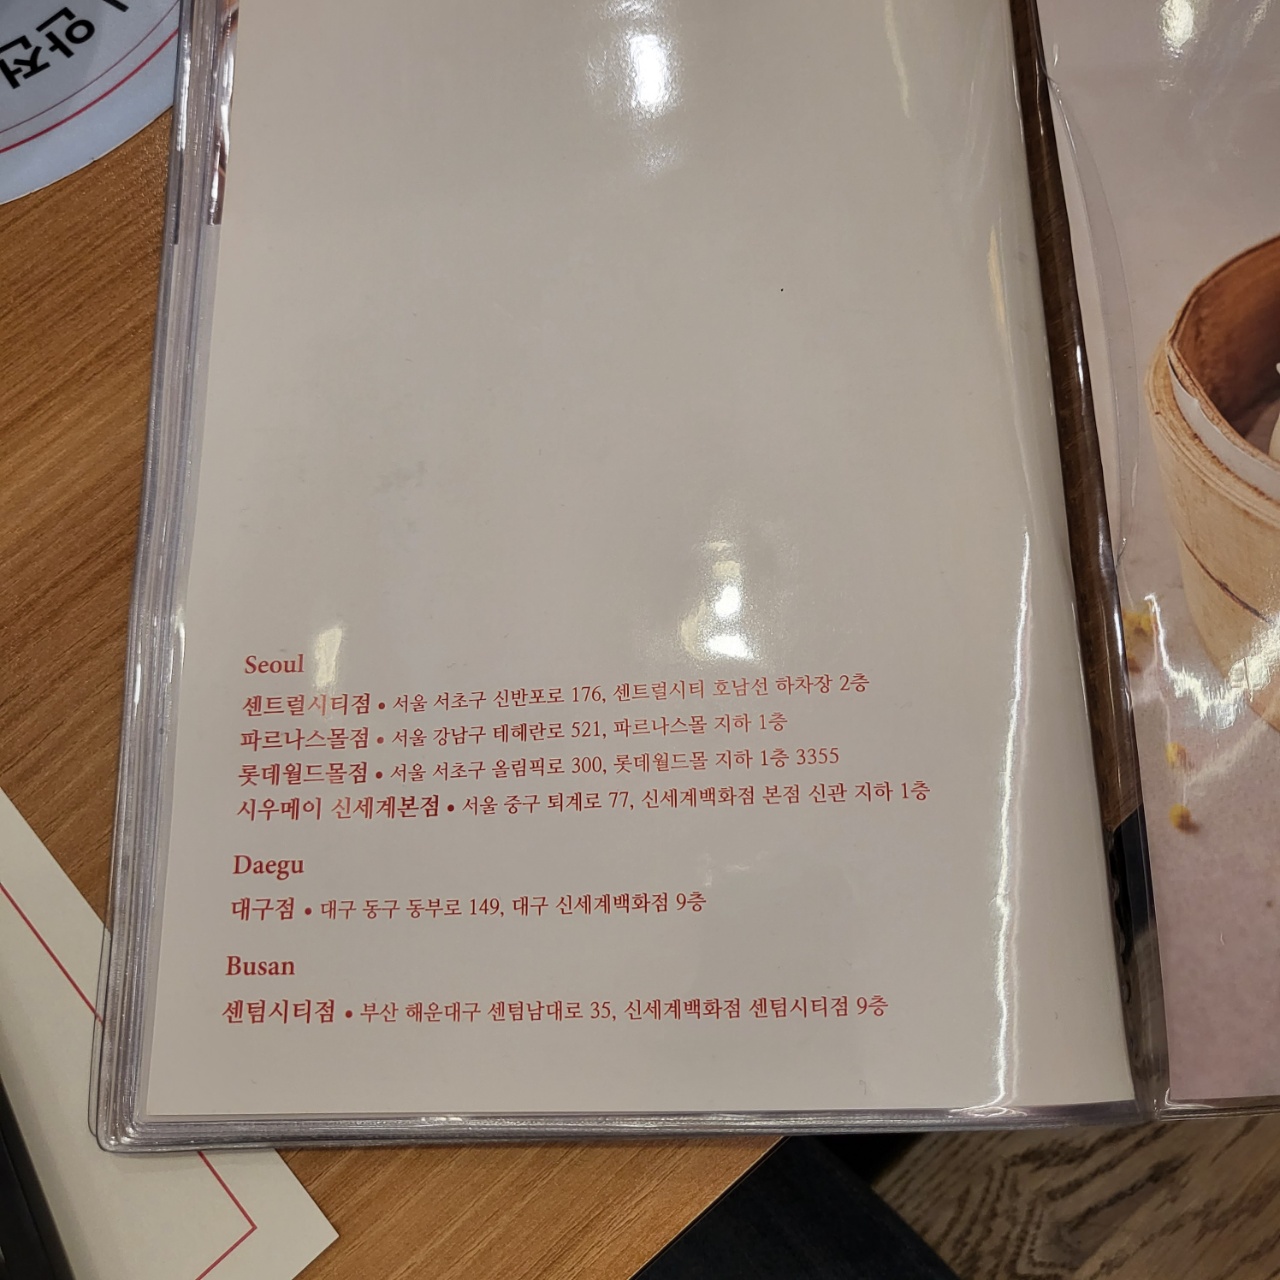 안전
Seoul
센트럴시티점 • 서울 서초구 신반포로 176, 센트럴시티 호남선 하차장 2층
파르나스몰점 • 서울 강남구 테헤란로 521, 파르나스몰 지하 1층
롯데월드몰점 • 서울 서초구 올림픽로 300, 롯데월드몰 지하 1층 3355
시우메이 신세계본점 • 서울 중구 퇴계로 77, 신세계백화점 본점 신관 지하 1층
Daegu
대구점 • 대구 동구 동부로 149, 대구 신세계백화점 9층
Busan
센텀시티점 • 부산 해운대구 센텀남대로 35, 신세계백화점 센텀시티점 9층